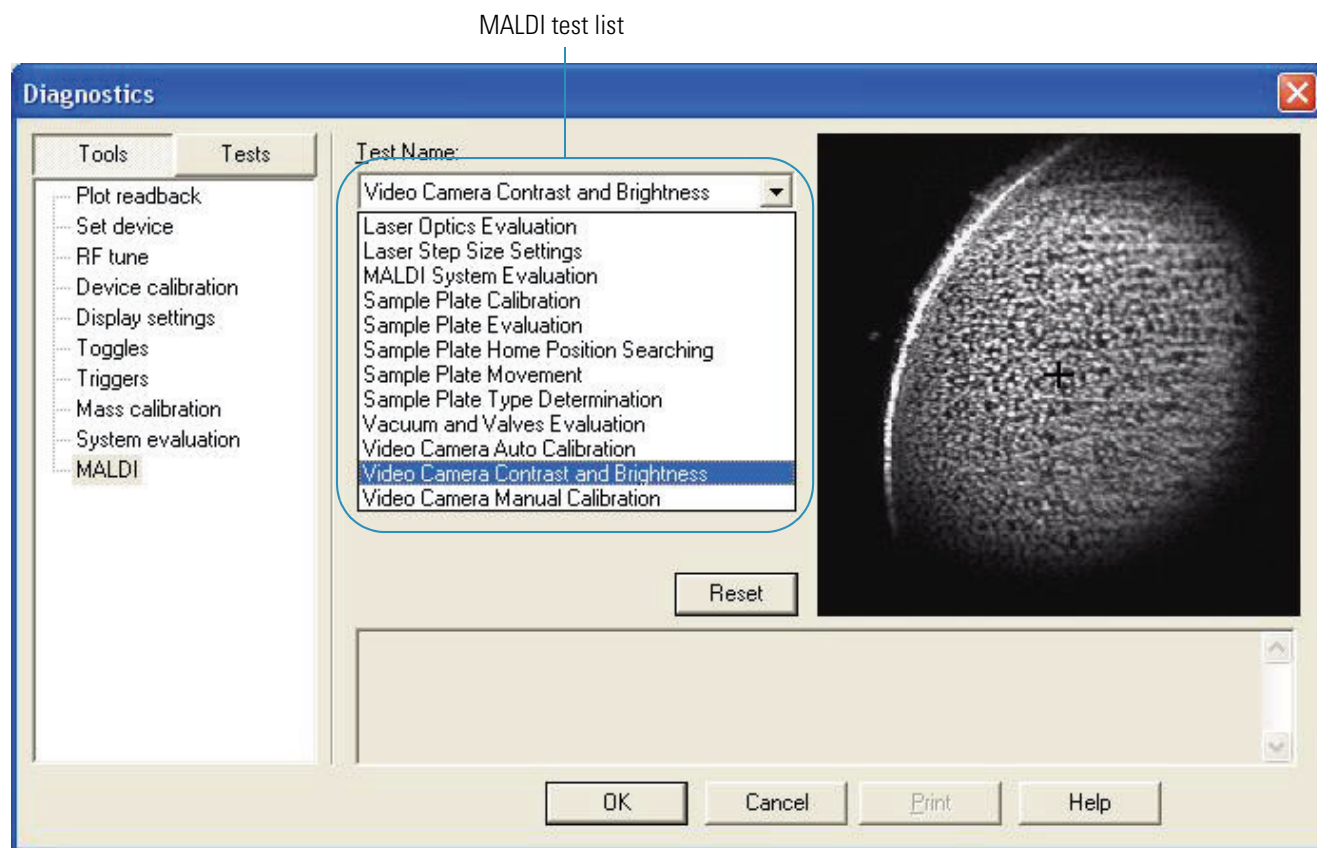 MALDI test list
Diagnostics
Tools
Tests
Plot readback
Set device
RF tune
Device calibration
Display settings
Toggles
Triggers
Mass calibration
System evaluation
MALDI
Test Name:
Video Camera Contrast and Brightness
Laser Optics Evaluation
Laser Step Size Settings
MALDI System Evaluation
Sample Plate Calibration
Sample Plate Evaluation
Sample Plate Home Position Searching
Sample Plate Movement
Sample Plate Type Determination
Vacuum and Valves Evaluation
Video Camera Auto Calibration
Video Camera Contrast and Brightness
Video Camera Manual Calibration
Reset
OK
Cancel
Print
Help